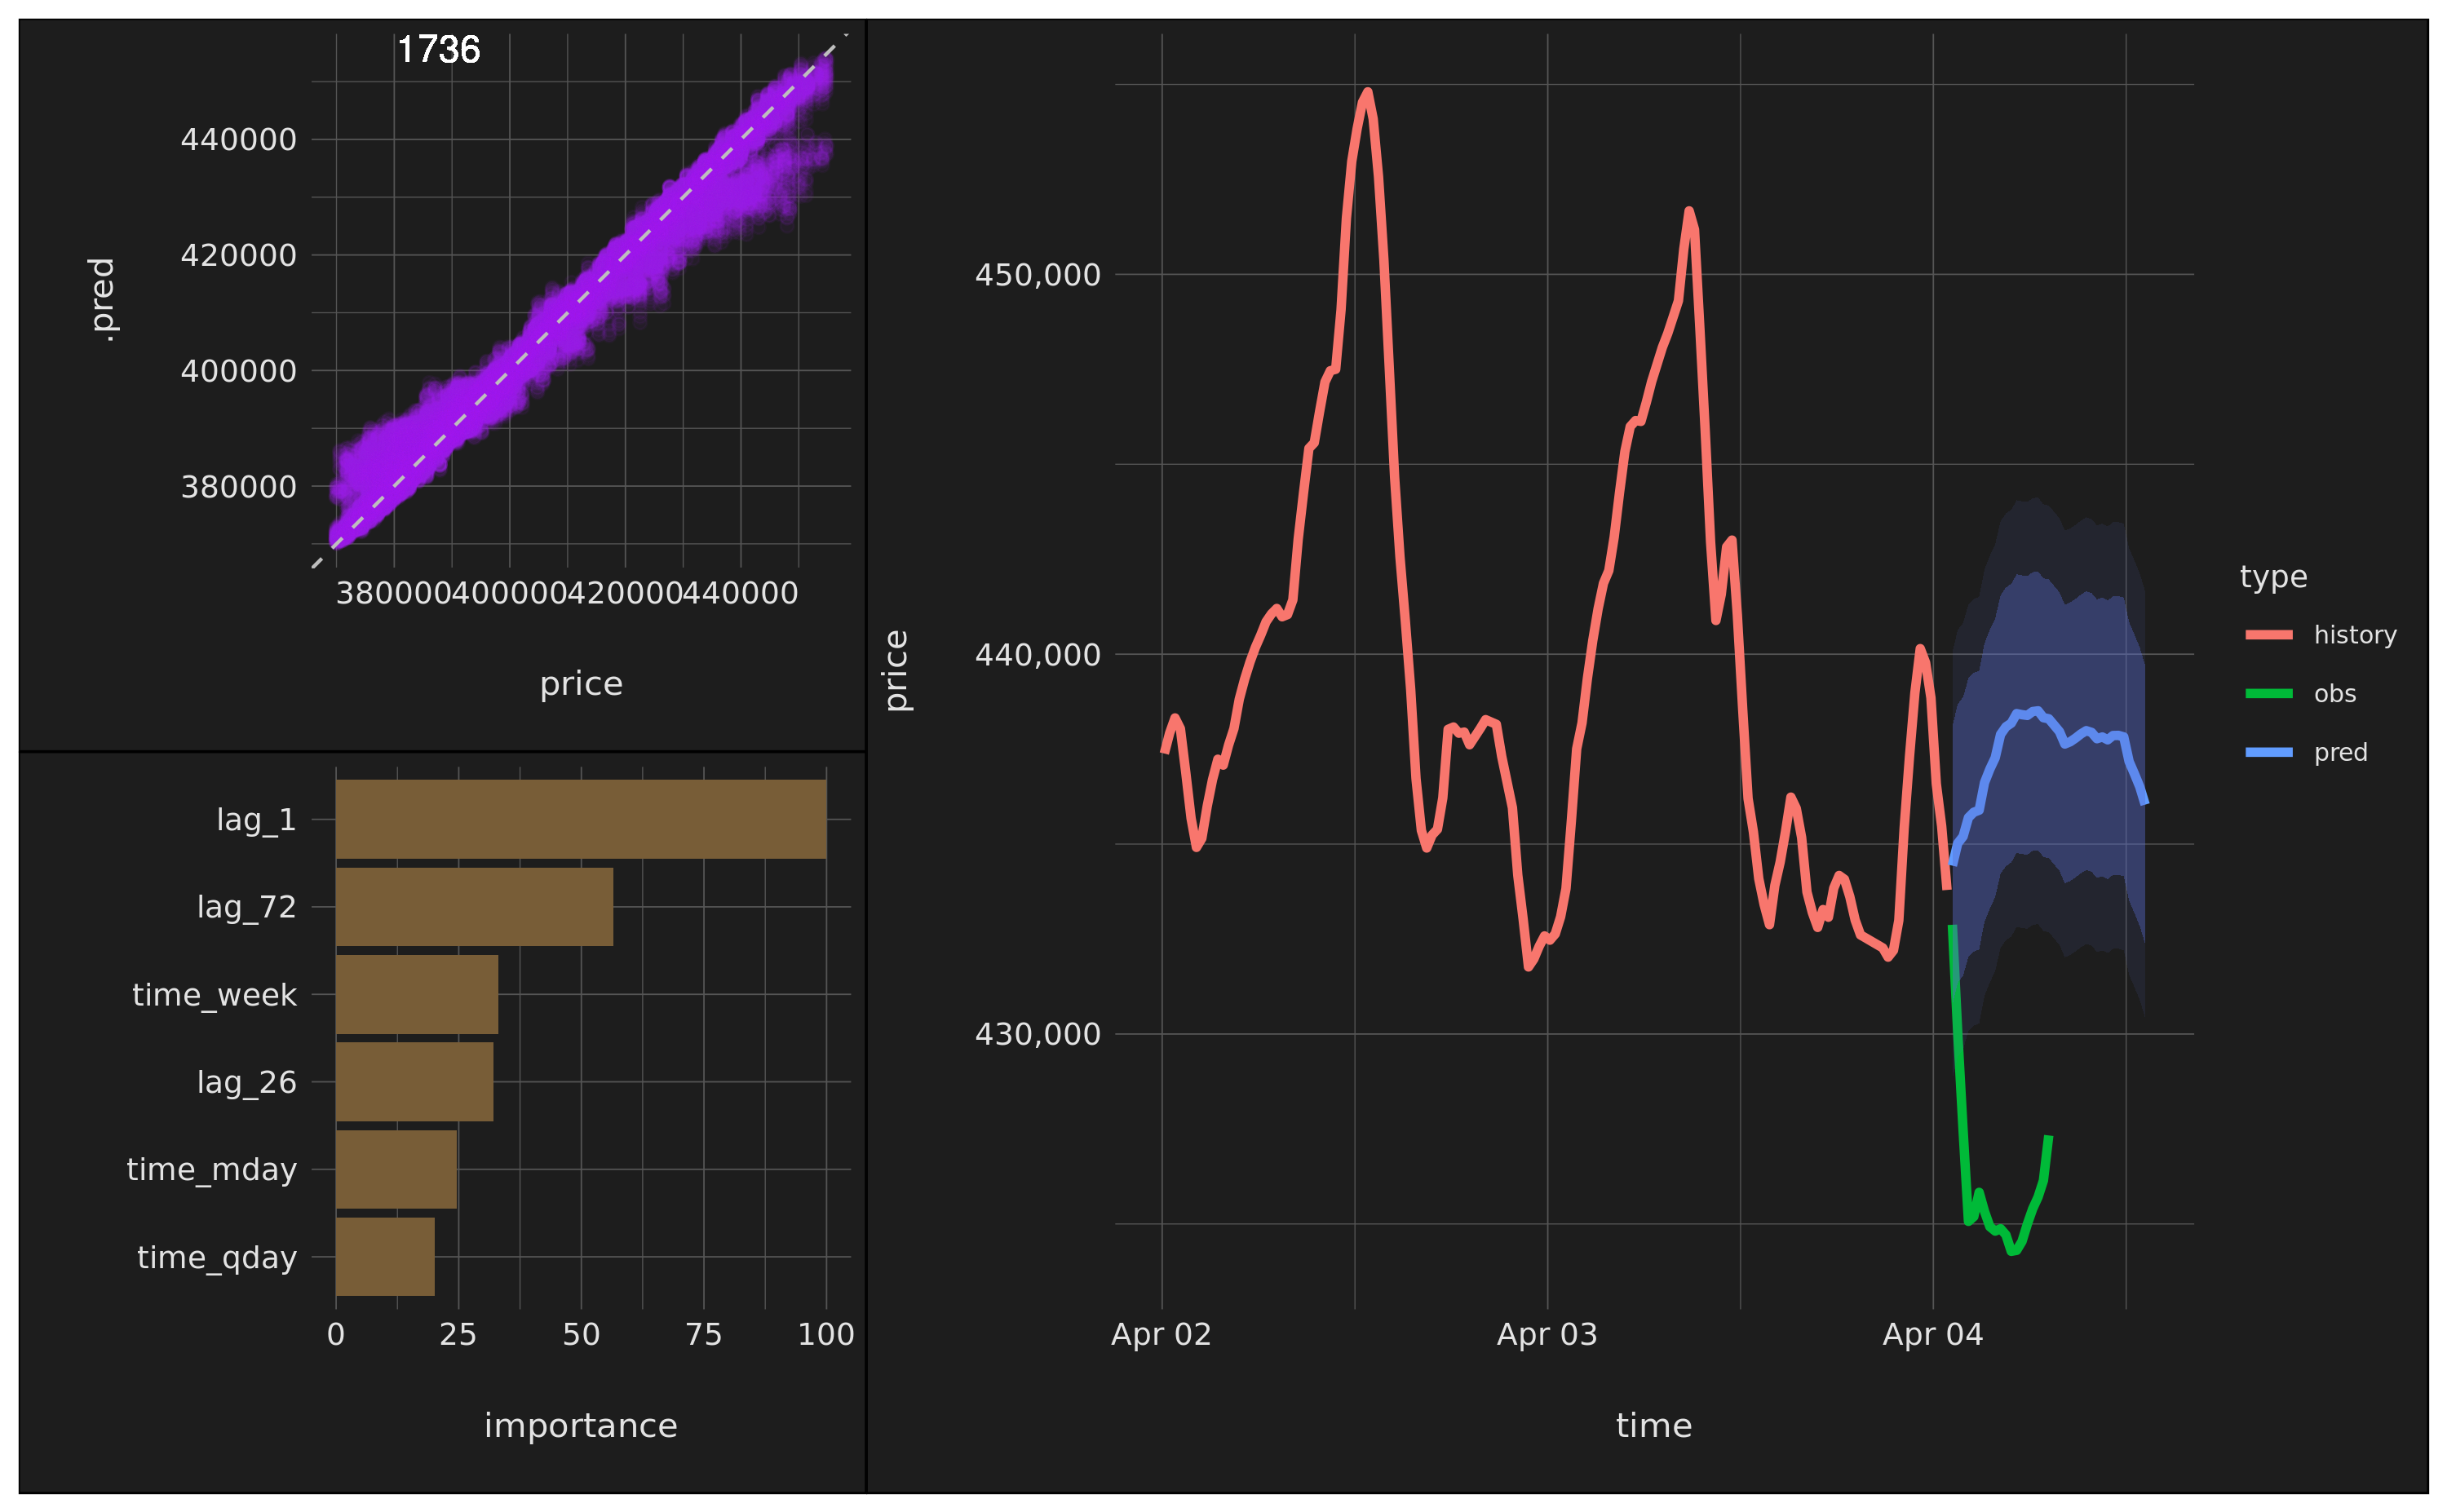 1736
440000
420000
400000
380000
.pred
380000400000420000440000
price
lag_1
lag_72
time_week
lag_26
time_mday
time_qday
0 25 50 75 100
importance
450,000
440,000
430,000
price
Apr 02 Apr 03 Apr 04
time
type
history
obs
pred